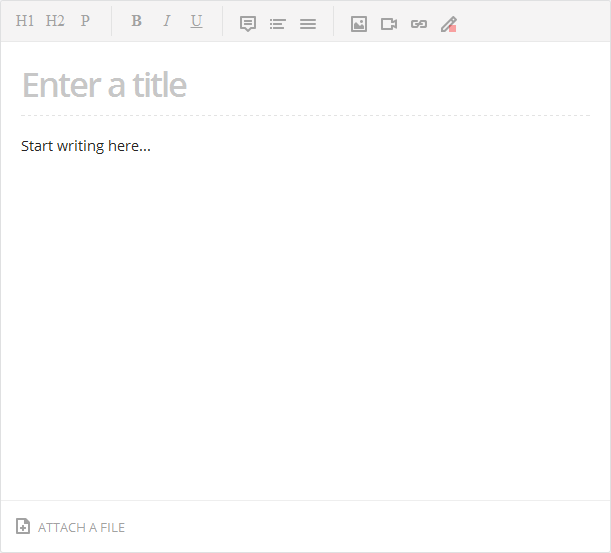 H1 H2 P B I U
Enter a title
Start writing here...
ATTACH A FILE